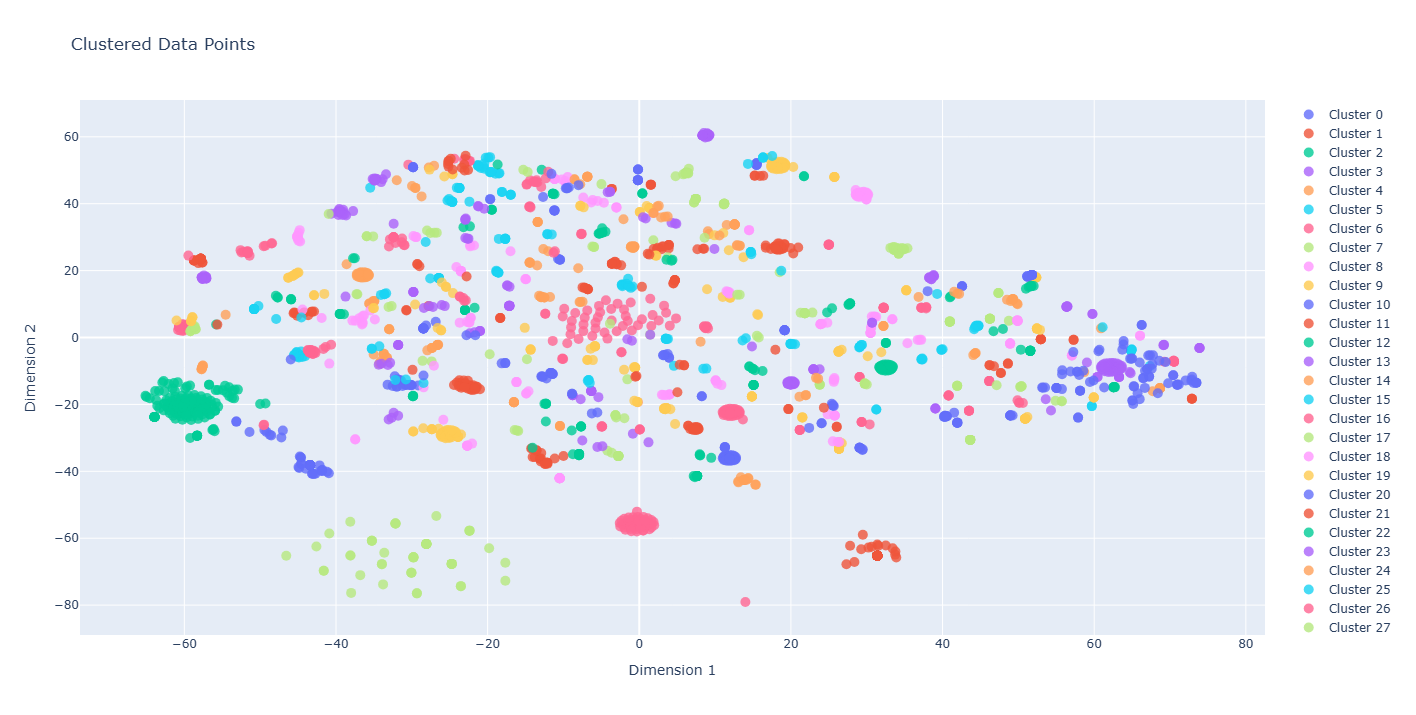 Clustered Data Points
Dimension 2
60
40
20
0
−20
−40
−60
−80
−60
−40
−20
0
20
40
60
80
Dimension 1
Cluster 0
Cluster 1
Cluster 2
Cluster 3
Cluster 4
Cluster 5
Cluster 6
Cluster 7
Cluster 8
Cluster 9
Cluster 10
Cluster 11
Cluster 12
Cluster 13
Cluster 14
Cluster 15
Cluster 16
Cluster 17
Cluster 18
Cluster 19
Cluster 20
Cluster 21
Cluster 22
Cluster 23
Cluster 24
Cluster 25
Cluster 26
Cluster 27